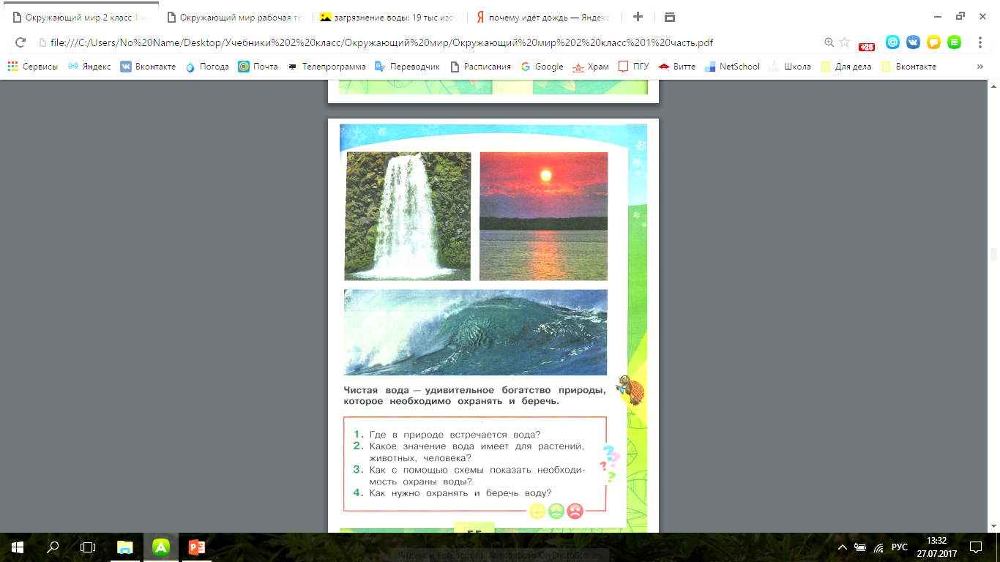 Окружающий мир 2 класс 1 ч
Окружающий мир рабочая те
загрязнение воды: 19 тыс изоб
почему идёт дождь — Яндекс
file:///C:/Users/No%20Name/Desktop/Учебники%202%20класс/Окружающий%20мир/Окружающий%20мир%202%20класс%201%20часть.pdf
+28
Сервисы Яндекс Вконтакте Погода Почта Телепрограмма Переводчик Расписания Google Храм ПГУ Витте NetSchool Школа Для дела Вконтакте »
Чистая вода — удивительное богатство природы,
которое необходимо охранять и беречь.
1. Где в природе встречается вода?
2. Какое значение вода имеет для растений,
животных, человека?
3. Как с помощью схемы показать необходи-
мость охраны воды?
4. Как нужно охранять и беречь воду?
РУС
13:32
27.07.2017